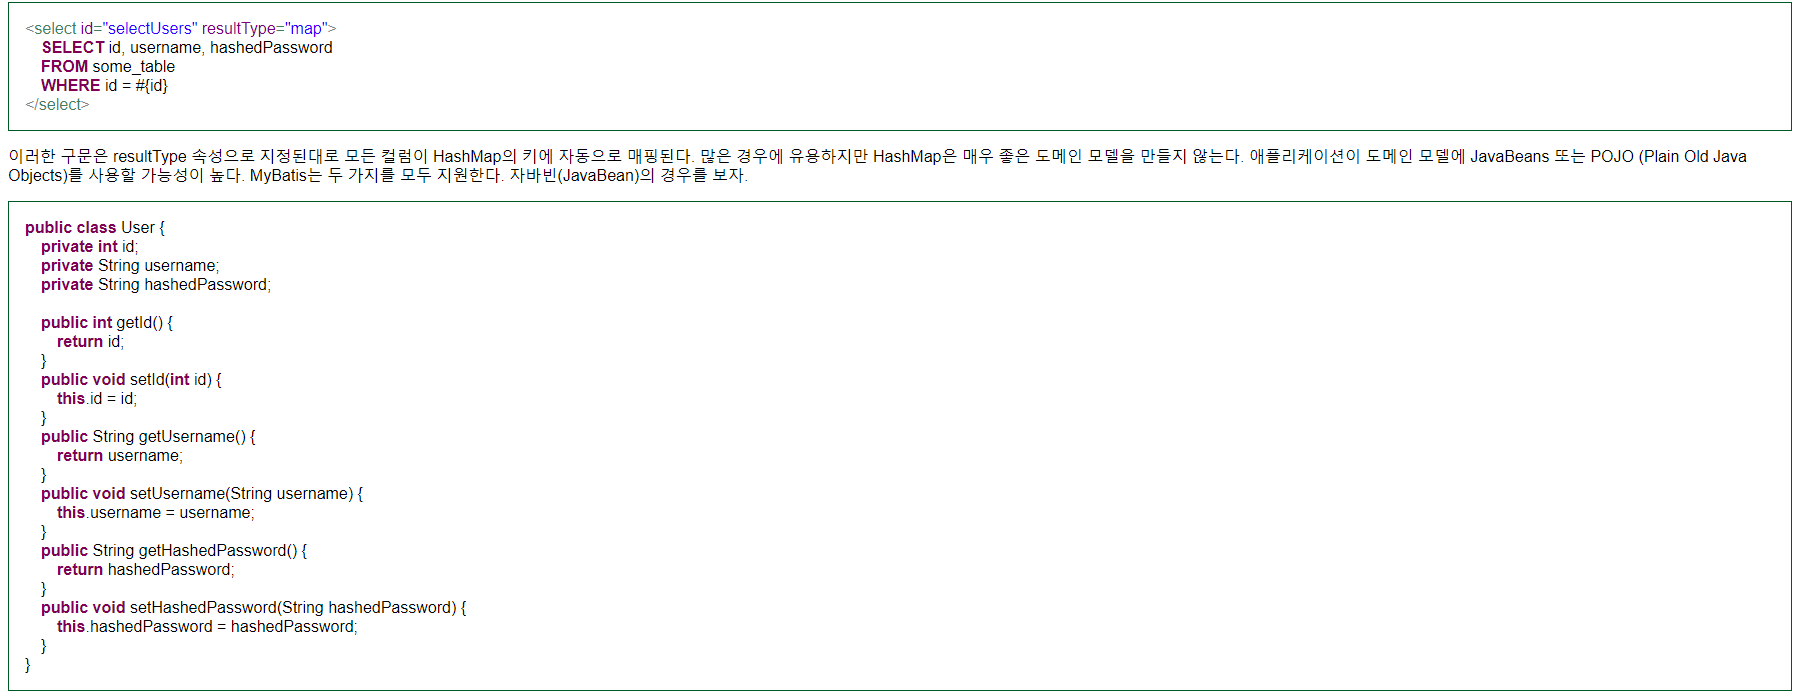 <select id="selectUsers" resultType="map">
SELECT id, username, hashedPassword
FROM some_table
WHERE id = #{id}
</select>
이러한 구문은 resultType 속성으로 지정된대로 모든 컬럼이 HashMap의 키에 자동으로 매핑된다. 많은 경우에 유용하지만 HashMap은 매우 좋은 도메인 모델을 만들지 않는다. 애플리케이션이 도메인 모델에 JavaBeans 또는 POJO (Plain Old Java
Objects)를 사용할 가능성이 높다. MyBatis는 두 가지를 모두 지원한다. 자바빈(JavaBean)의 경우를 보자.
public class User {
private int id;
private String username;
private String hashedPassword;
public int getId() {
return id;
}
public void setId(int id) {
this.id = id;
}
public String getUsername() {
return username;
}
public void setUsername(String username) {
this.username = username;
}
public String getHashedPassword() {
return hashedPassword;
}
public void setHashedPassword(String hashedPassword) {
this.hashedPassword = hashedPassword;
}
}